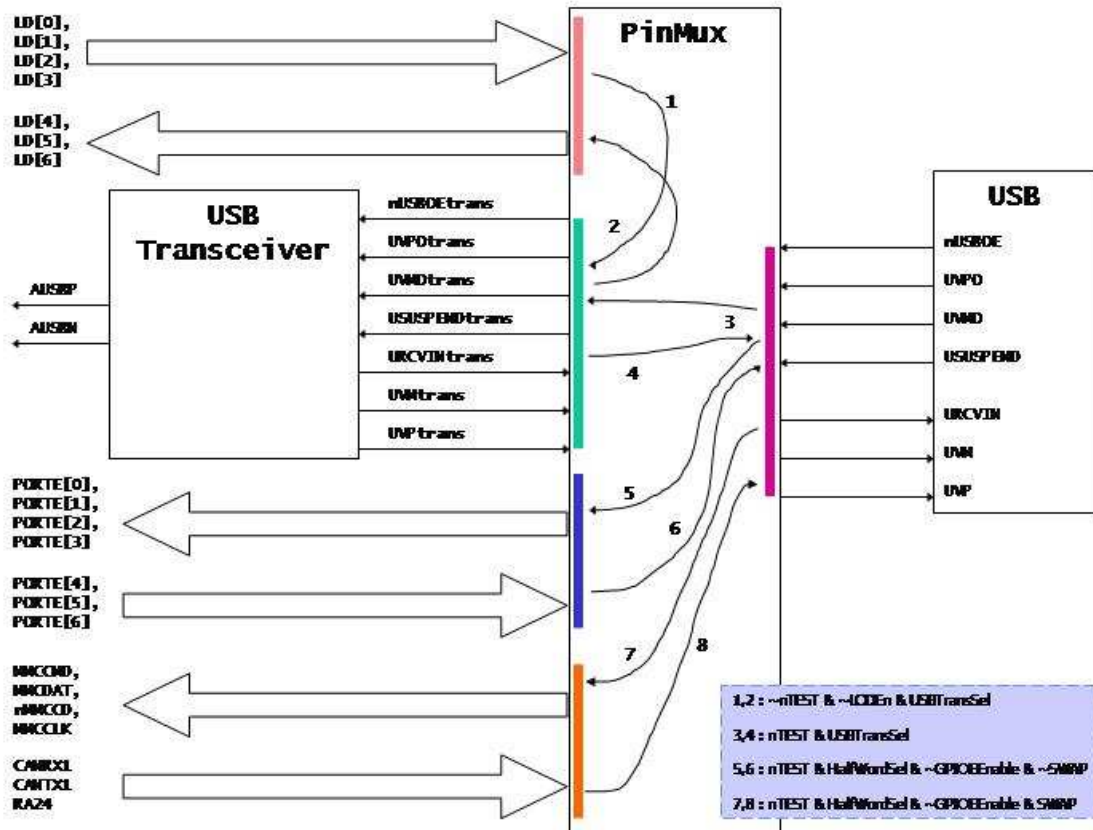 LD[0],
LD[1],
LD[2],
LD[3]
PinMux
1
LD[4],
LD[5],
LD[6]
USB
Transceiver
nUSBOEtrans
UVPOtrans
UVMOtrans
USUSPENDtrans
URCVINtrans
UVMtrans
UVPtrans
AUSBP
AUSBN
2
3
4
USB
nUSBOE
UVPO
UVMO
USUSPEND
URCVIN
UVM
UVP
PORTE[0],
PORTE[1],
PORTE[2],
PORTE[3]
5
6
PORTE[4],
PORTE[5],
PORTE[6]
MMCCMD,
MMCDAT,
nMMCCD,
MMCCLK
7
8
CANRX1
CANTX1
RA24
1,2 : ~nTEST & ~LCDEn & USBTransSel
3,4 : nTEST & USBTransSel
5,6 : nTEST & HalfWordSel & ~GPIOEEnable & ~SWAP
7,8 : nTEST & HalfWordSel & ~GPIOEEnable & SWAP